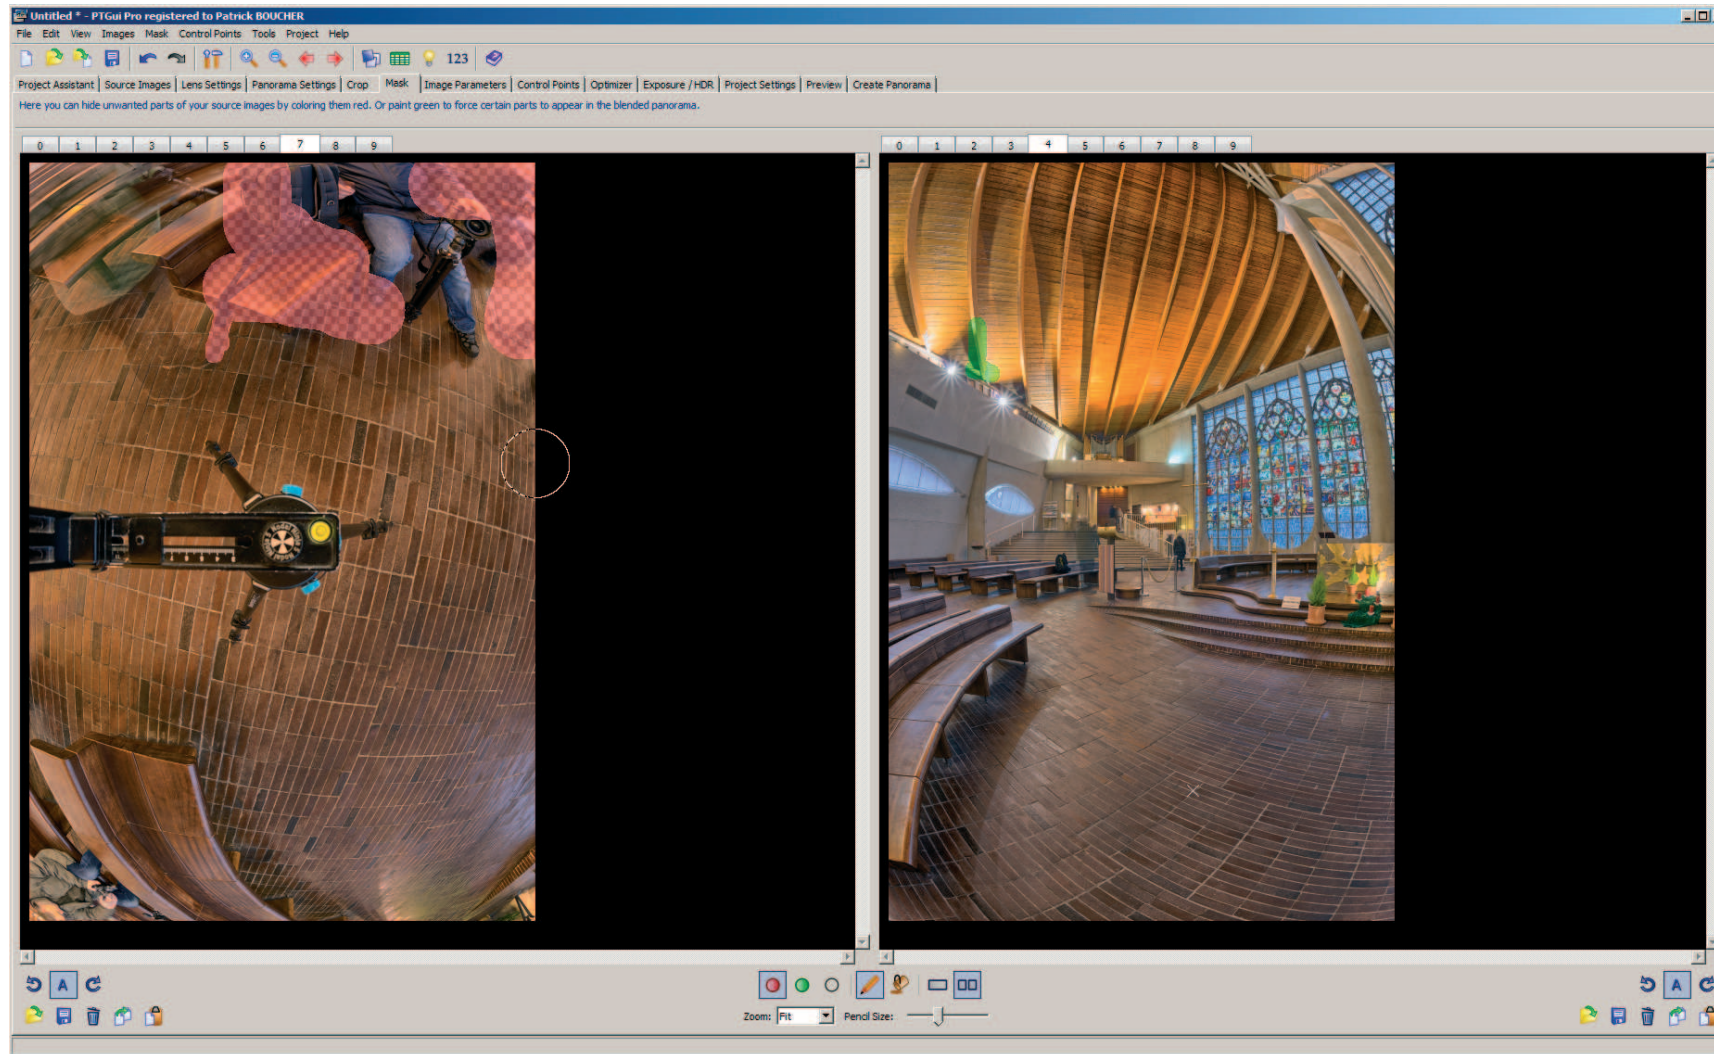 Untitled * - PTGui Pro registered to Patrick BOUCHER
File Edit View Images Mask Control Points Tools Project Help
123
Project Assistant Source Images Lens Settings Panorama Settings Crop Mask Image Parameters Control Points Optimizer Exposure / HDR Project Settings Preview Create Panorama
Here you can hide unwanted parts of your source images by coloring them red. Or paint green to force certain parts to appear in the blended panorama.
0 1 2 3 4 5 6 7 8 9
0 1 2 3 4 5 6 7 8 9
A
A
Zoom: Fit Pencil Size: